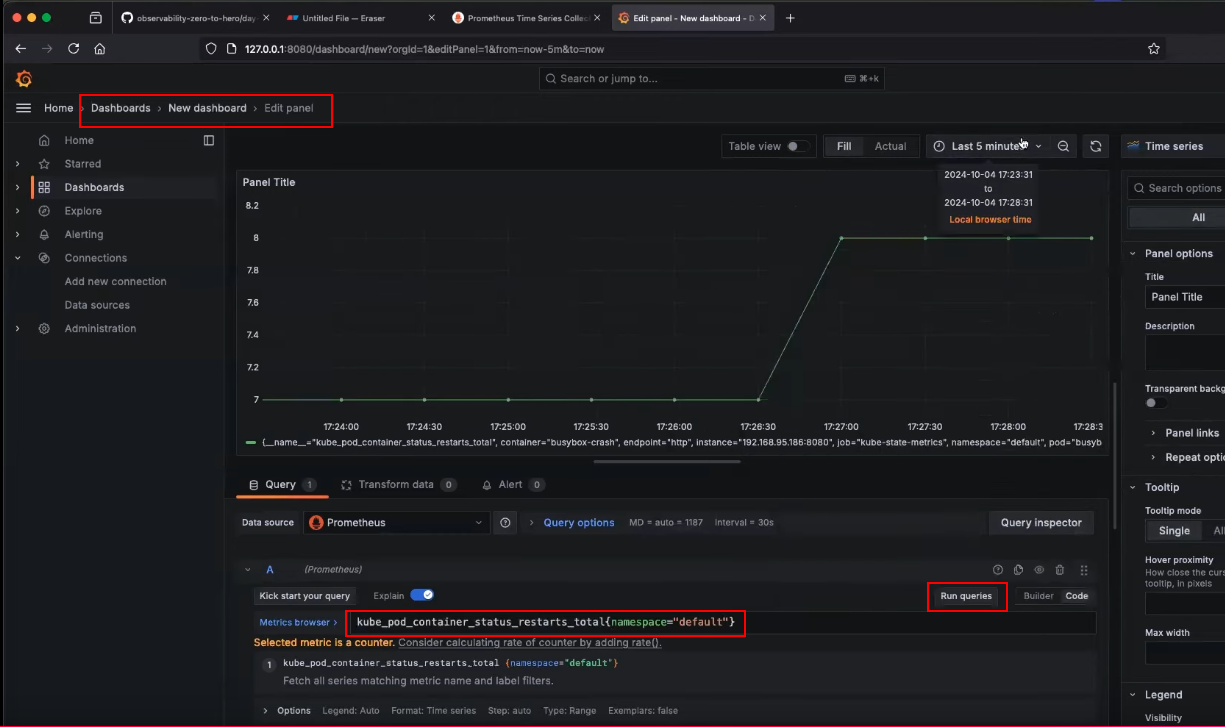 observability-zero-to-hero/day-
Untitled File — Eraser
Prometheus Time Series Collec
Edit panel - New dashboard - D
127.0.0.1:8080/dashboard/new?orgId=1&editPanel=1&from=now-5m&to=now
Search or jump to...
⌘+k
Home › Dashboards › New dashboard › Edit panel
Home
Starred
Dashboards
Explore
Alerting
Connections
Add new connection
Data sources
Administration
Table view
Fill
Actual
Last 5 minutes
Time series
2024-10-04 17:23:31
to
2024-10-04 17:28:31
Local browser time
Panel Title
8.2
8
7.8
7.6
7.4
7.2
7
17:24:00 17:24:30 17:25:00 17:25:30 17:26:00 17:26:30 17:27:00 17:27:30 17:28:00 17:28:3
{__name__="kube_pod_container_status_restarts_total", container="busybox-crash", endpoint="http", instance="192.168.95.186:8080", job="kube-state-metrics", namespace="default", pod="busyb
Search options
All
Panel options
Title
Panel Title
Description
Transparent backg
Panel links
Repeat optio
Tooltip
Tooltip mode
Single
Al
Hover proximity
How close the curs
tooltip, in pixels
Max width
Legend
Visibility
Query 1
Transform data 0
Alert 0
Data source
Prometheus
Query options
MD = auto = 1187
Interval = 30s
Query inspector
A
(Prometheus)
Kick start your query
Explain
Run queries
Builder
Code
Metrics browser ›
kube_pod_container_status_restarts_total{namespace="default"}
Selected metric is a counter. Consider calculating rate of counter by adding rate().
1 kube_pod_container_status_restarts_total {namespace="default"}
Fetch all series matching metric name and label filters.
Options Legend: Auto Format: Time series Step: auto Type: Range Exemplars: false